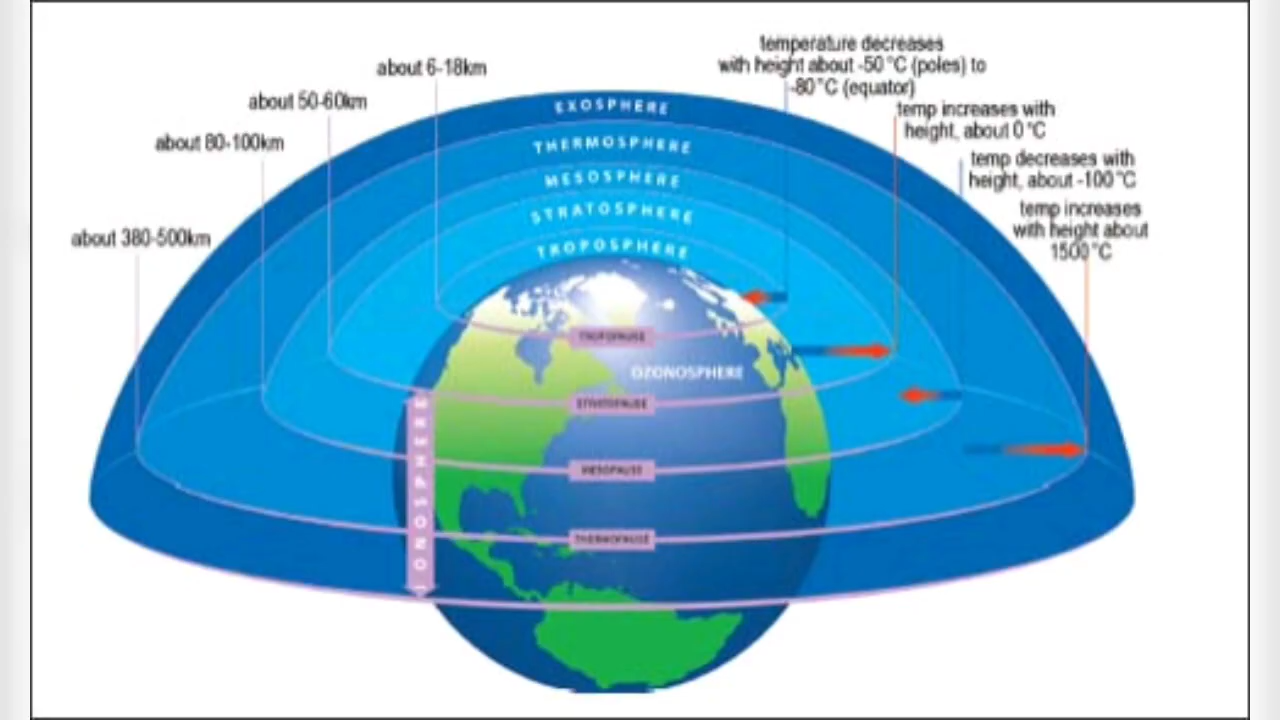 temperature decreases
with height about -50°C (poles) to
-80°C (equator)
about 6-18km
about 50-60km
about 80-100km
about 380-500km
temp increases with
height, about 0°C
temp decreases with
height, about -100°C
temp increases
with height about
1500°C
EXOSPHERE
THERMOSPHERE
MESOSPHERE
STRATOSPHERE
TROPOSPHERE
TROPOPAUSE
OZONOSPHERE
STRATOPAUSE
MESOPAUSE
THERMOPAUSE
IONOSPHERE